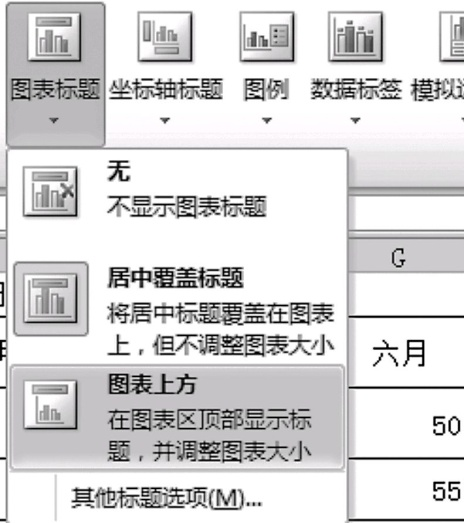 图表标题 坐标轴标题 图例 数据标签 模拟
无
不显示图表标题
G
居中覆盖标题
将居中标题覆盖在图表
上，但不调整图表大小
六月
图表上方
在图表区顶部显示标
题，并调整图表大小
50
55
其他标题选项(M)...